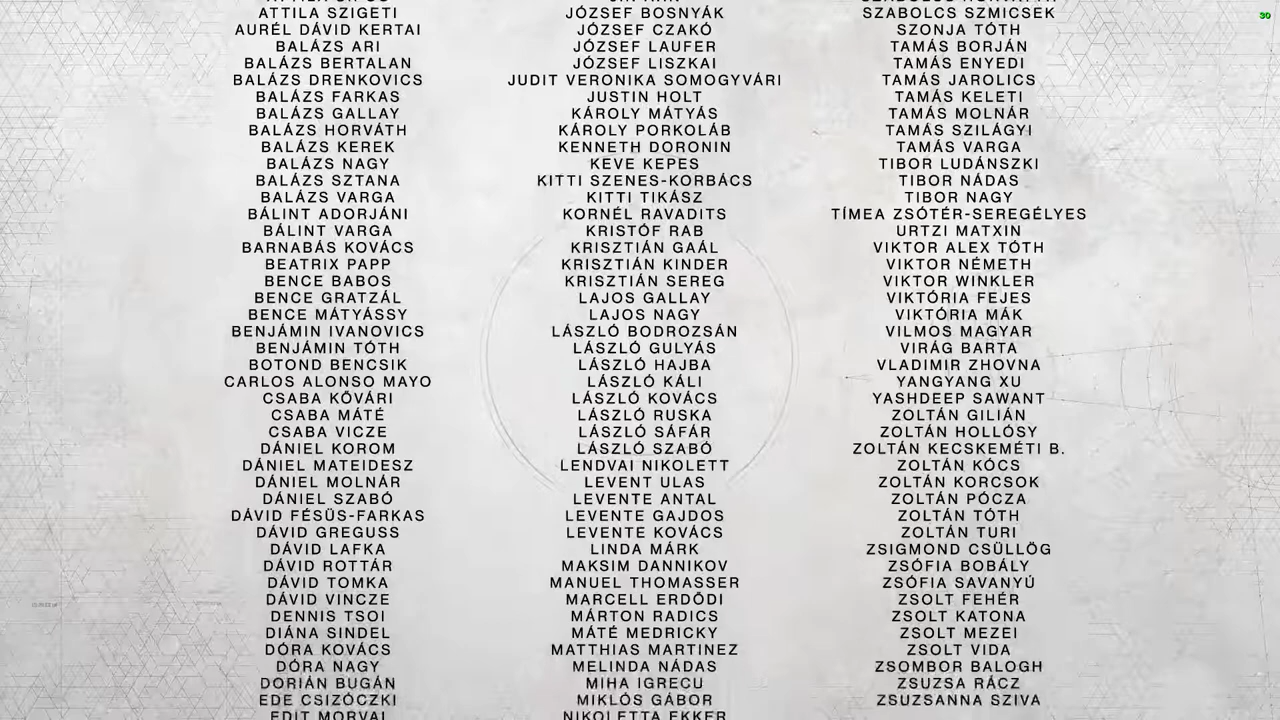 30
ATTILA SZIGETI
AURÉL DÁVID KERTAI
BALÁZS ARI
BALÁZS BERTALAN
BALÁZS DRENKOVICS
BALÁZS FARKAS
BALÁZS GALLAY
BALÁZS HORVÁTH
BALÁZS KEREK
BALÁZS NAGY
BALÁZS SZTANA
BALÁZS VARGA
BÁLINT ADORJÁNI
BÁLINT VARGA
BARNABÁS KOVÁCS
BEATRIX PAPP
BENCE BABOS
BENCE GRATZÁL
BENCE MÁTYÁSSY
BENJÁMIN IVANOVICS
BENJÁMIN TÓTH
BOTOND BENCSIK
CARLOS ALONSO MAYO
CSABA KŐVÁRI
CSABA MÁTÉ
CSABA VICZE
DÁNIEL KOROM
DÁNIEL MATEIDESZ
DÁNIEL MOLNÁR
DÁNIEL SZABÓ
DÁVID FÉSÜS-FARKAS
DÁVID GREGUSS
DÁVID LAFKA
DÁVID ROTTÁR
DÁVID TOMKA
DÁVID VINCZE
DENNIS TSOI
DIÁNA SINDEL
DÓRA KOVÁCS
DÓRA NAGY
DORIÁN BUGÁN
EDE CSIZÓCZKI
EDIT MORVAI
JÓZSEF BOSNYÁK
JÓZSEF CZAKÓ
JÓZSEF LAUFER
JÓZSEF LISZKAI
JUDIT VERONIKA SOMOGYVÁRI
JUSTIN HOLT
KÁROLY MÁTYÁS
KÁROLY PORKOLÁB
KENNETH DORONIN
KEVE KEPES
KITTI SZENES-KORBÁCS
KITTI TIKÁSZ
KORNÉL RAVADITS
KRISTÓF RAB
KRISZTIÁN GAÁL
KRISZTIÁN KINDER
KRISZTIÁN SEREG
LAJOS GALLAY
LAJOS NAGY
LÁSZLÓ BODROZSÁN
LÁSZLÓ GULYÁS
LÁSZLÓ HAJBA
LÁSZLÓ KÁLI
LÁSZLÓ KOVÁCS
LÁSZLÓ RUSKA
LÁSZLÓ SÁFÁR
LÁSZLÓ SZABÓ
LENDVAI NIKOLETT
LEVENT ULAS
LEVENTE ANTAL
LEVENTE GAJDOS
LEVENTE KOVÁCS
LINDA MÁRK
MAKSIM DANNIKOV
MANUEL THOMASSER
MARCELL ERDŐDI
MÁRTON RADICS
MÁTÉ MEDRICKY
MATTHIAS MARTINEZ
MELINDA NÁDAS
MIHA IGRECU
MIKLÓS GÁBOR
NIKOLETTA EKKER
SZABOLCS SZMICSEK
SZONJA TÓTH
TAMÁS BORJÁN
TAMÁS ENYEDI
TAMÁS JAROLICS
TAMÁS KELETI
TAMÁS MOLNÁR
TAMÁS SZILÁGYI
TAMÁS VARGA
TIBOR LUDÁNSZKI
TIBOR NÁDAS
TIBOR NAGY
TÍMEA ZSÓTÉR-SEREGÉLYES
URTZI MATXIN
VIKTOR ALEX TÓTH
VIKTOR NÉMETH
VIKTOR WINKLER
VIKTÓRIA FEJES
VIKTÓRIA MÁK
VILMOS MAGYAR
VIRÁG BARTA
VLADIMIR ZHOVNA
YANGYANG XU
YASHDEEP SAWANT
ZOLTÁN GILIÁN
ZOLTÁN HOLLÓSY
ZOLTÁN KECSKEMÉTI B.
ZOLTÁN KÓCS
ZOLTÁN KORCSOK
ZOLTÁN PÓCZA
ZOLTÁN TÓTH
ZOLTÁN TURI
ZSIGMOND CSÜLLÖG
ZSÓFIA BOBÁLY
ZSÓFIA SAVANYÚ
ZSOLT FEHÉR
ZSOLT KATONA
ZSOLT MEZEI
ZSOLT VIDA
ZSOMBOR BALOGH
ZSUZSA RÁCZ
ZSUZSANNA SZIVA